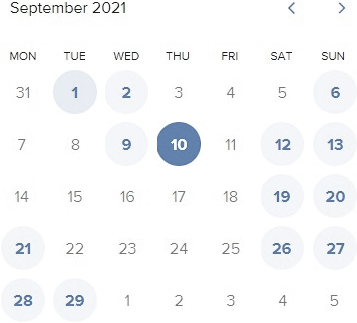 September 2021
MON TUE WED THU FRI SAT SUN
31 1 2 3 4 5 6
7 8 9 10 11 12 13
14 15 16 17 18 19 20
21 22 23 24 25 26 27
28 29 1 2 3 4 5